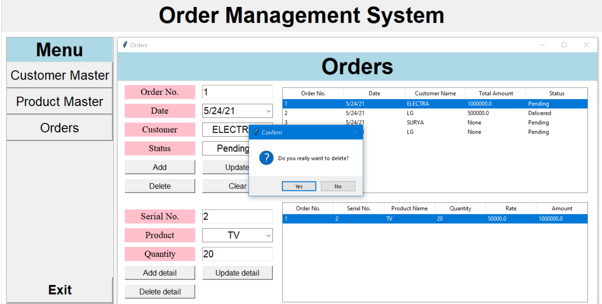 Order Management System
Menu
Customer Master
Product Master
Orders
Exit
Orders
Orders
Order No. 1
Date 5/24/21
Customer ELECTR
Status Pending
Add Update
Delete Clear
Order No. Date Customer Name Total Amount Status
1 5/24/21 ELECTRA 1000000.0 Pending
2 5/24/21 LG 500000.0 Delivered
3 SURYA None Pending
LG None Pending
Confirm
Do you really want to delete?
Yes No
Serial No. 2
Product TV
Quantity 20
Add detail Update detail
Delete detail
Order No. Serial No. Product Name Quantity Rate Amount
1 2 TV 20 50000.0 1000000.0